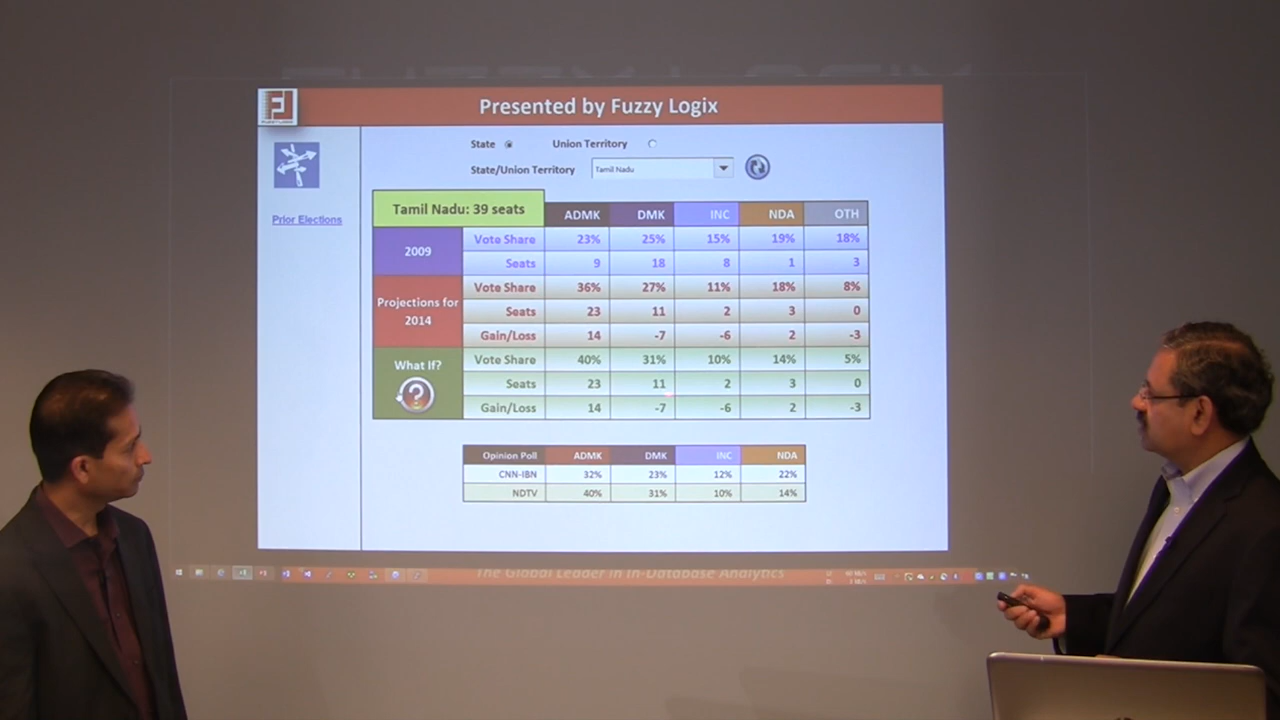 Presented by Fuzzy Logix
State Union Territory
State/Union Territory Tamil Nadu
Prior Elections
Tamil Nadu: 39 seats ADMK DMK INC NDA OTH
2009
Vote Share 23% 25% 15% 19% 18%
Seats 9 18 8 1 3
Projections for 2014
Vote Share 36% 27% 11% 18% 8%
Seats 23 11 2 3 0
Gain/Loss 14 -7 -6 2 -3
What If?
?
Vote Share 40% 31% 10% 14% 5%
Seats 23 11 2 3 0
Gain/Loss 14 -7 -6 2 -3
Opinion Poll ADMK DMK INC NDA
CNN-IBN 32% 23% 12% 22%
NDTV 40% 31% 10% 14%
The Global Leader in In-Database Analytics